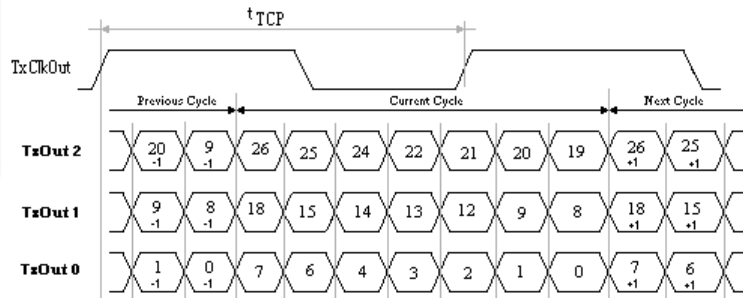 t TCP
TxClkOut
Previous Cycle Current Cycle Next Cycle
TxOut 2 20 -1 9 -1 26 25 24 22 21 20 19 26 +1 25 +1
TxOut 1 9 -1 8 -1 18 15 14 13 12 9 8 18 +1 15 +1
TxOut 0 1 -1 0 -1 7 6 4 3 2 1 0 7 +1 6 +1